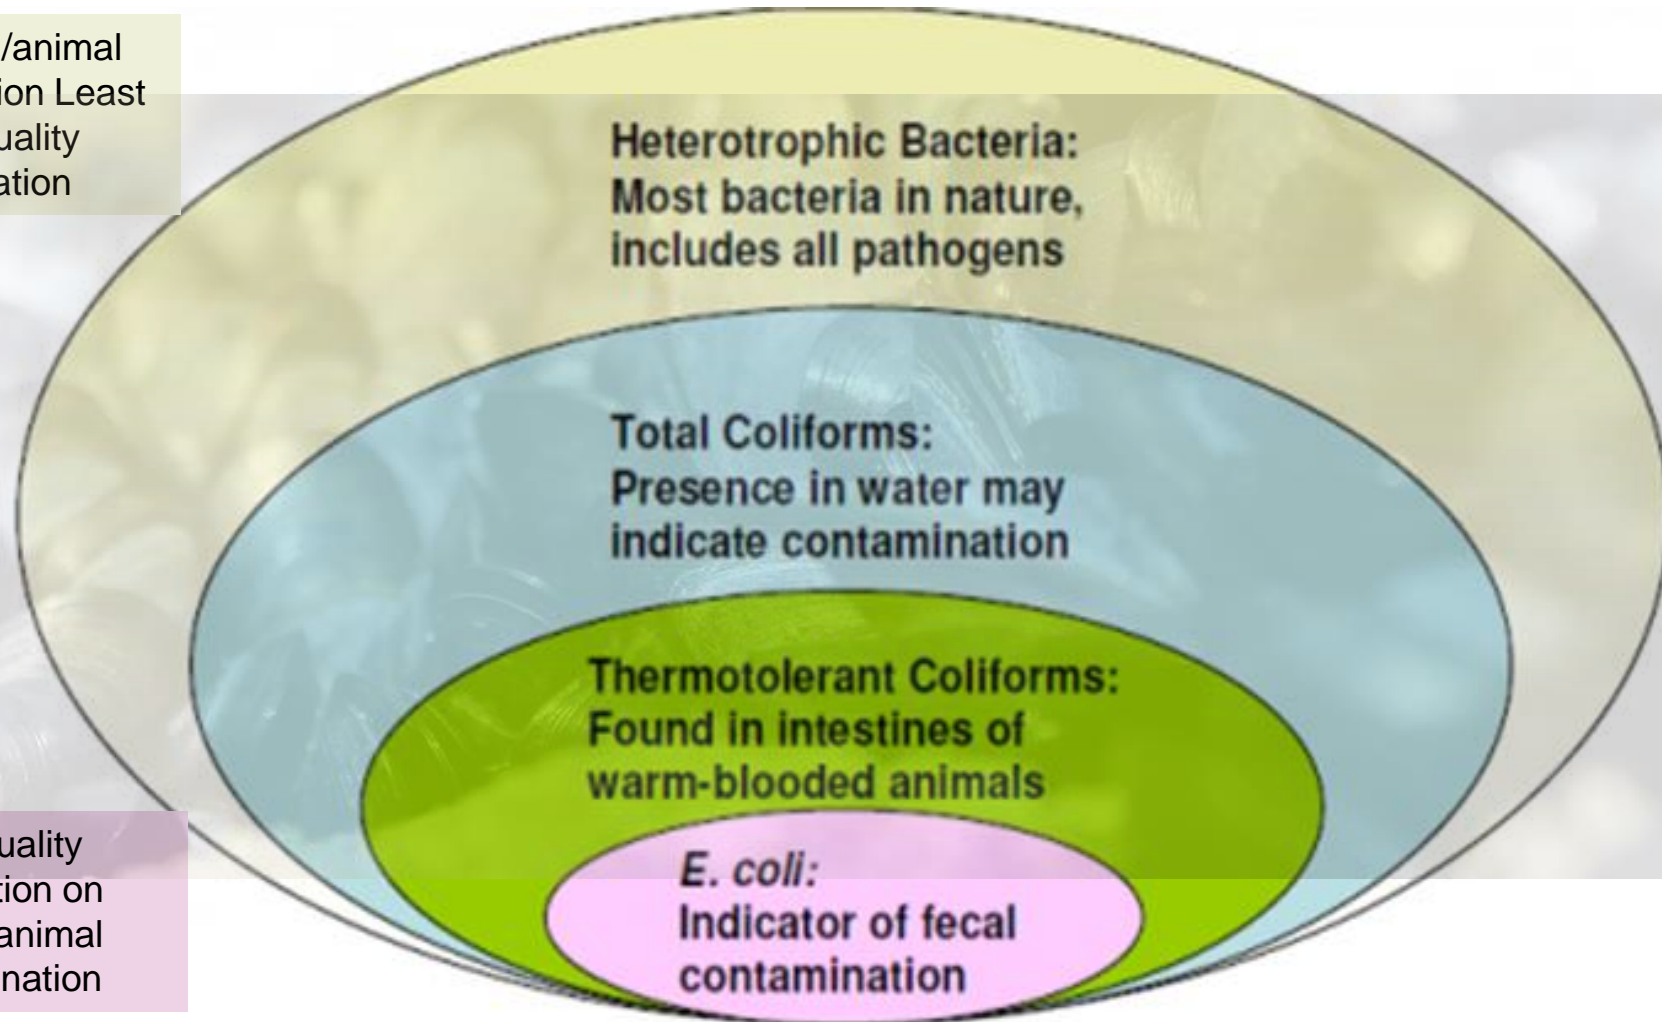 /animal
ion Least
uality
ation
Heterotrophic Bacteria:
Most bacteria in nature,
includes all pathogens
Total Coliforms:
Presence in water may
indicate contamination
Thermotolerant Coliforms:
Found in intestines of
warm-blooded animals
uality
tion on
animal
nation
E. coli:
Indicator of fecal
contamination